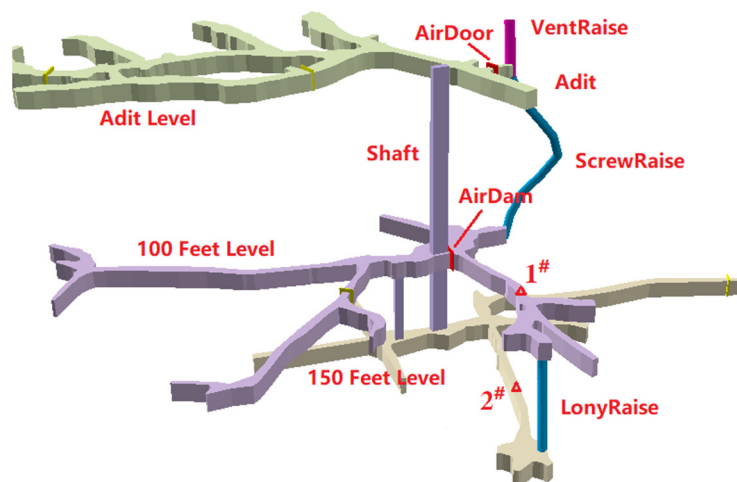 AirDoor
VentRaise
Adit
Adit Level
Shaft
ScrewRaise
AirDam
100 Feet Level
1#
150 Feet Level
2#
LonyRaise